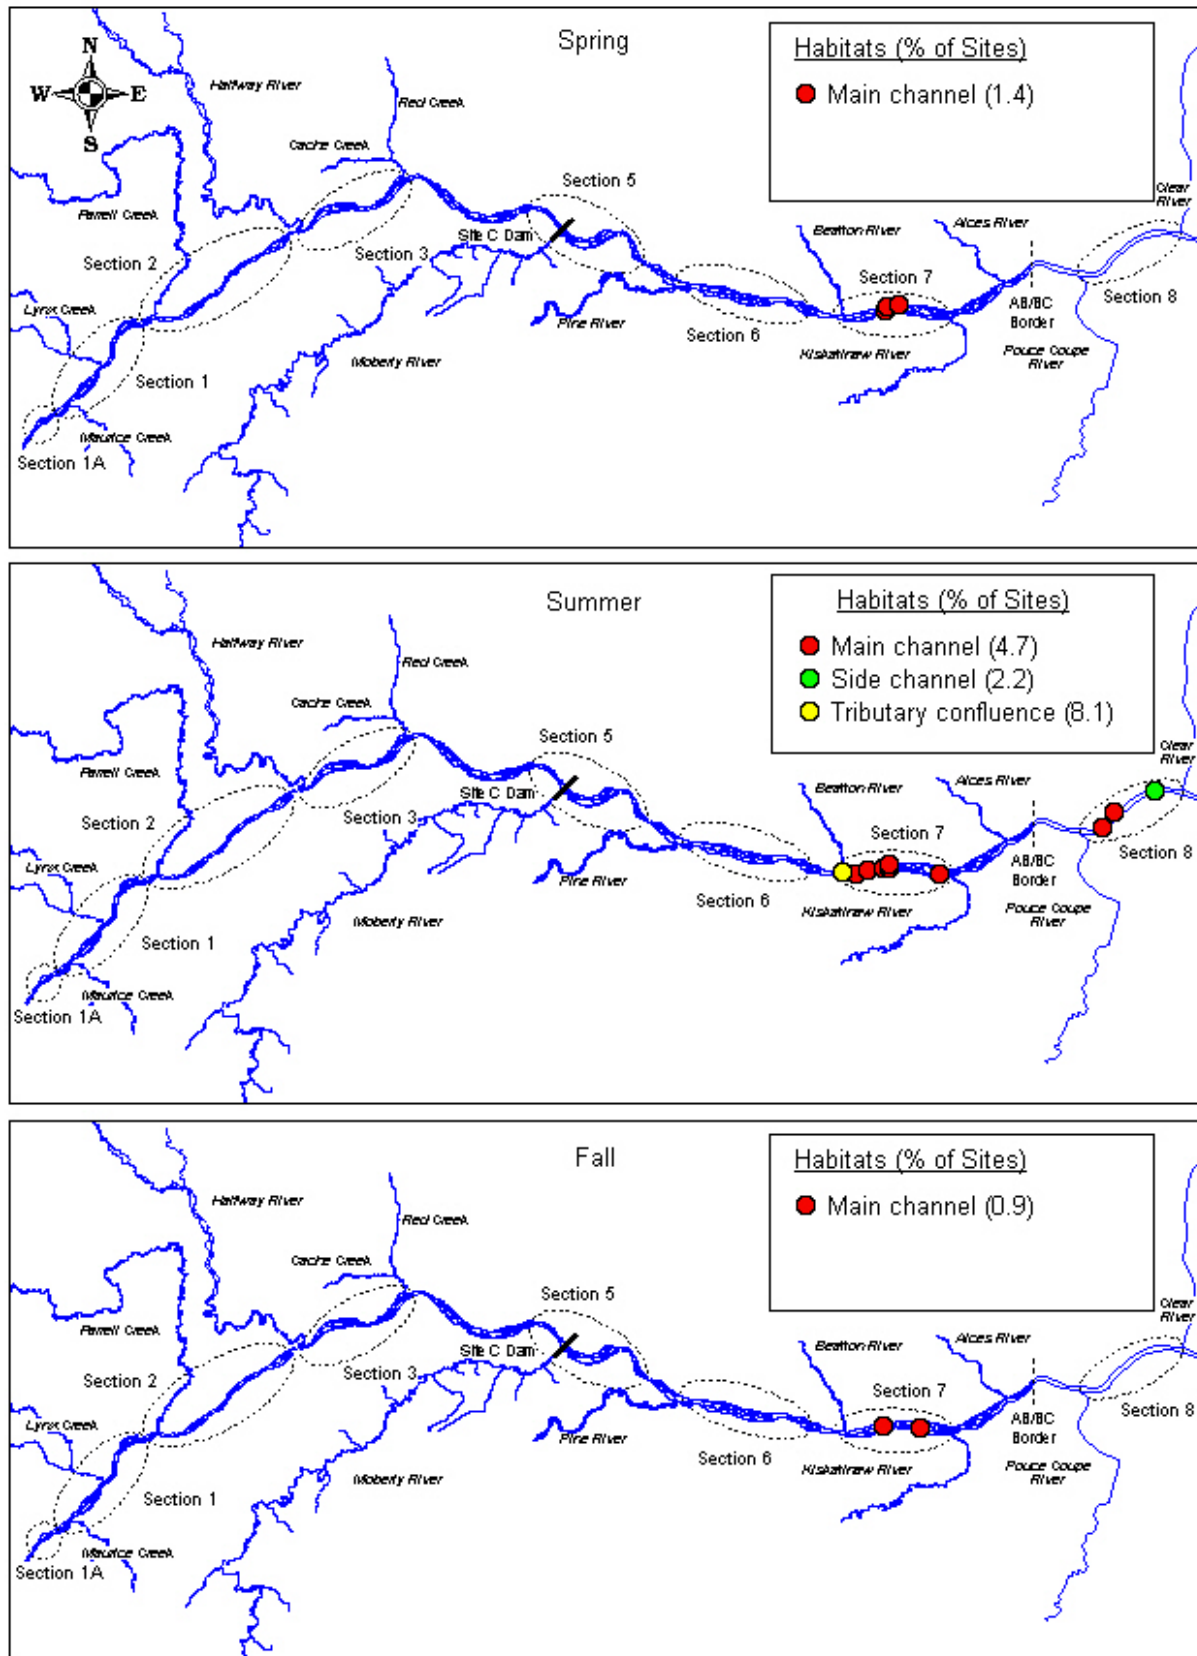 Spring
Habitats (% of Sites)
Main channel (1.4)
N
W E
S
Halfway River
Red Creek
Cache Creek
Farrell Creek
Section 5
Clear
River
Section 2
Site C Dam
Section 3
Beatton River
Alces River
Section 7
Section 8
Lynx Creek
Pine River
AB/BC
Border
Section 6
Moberly River
Kiskatinaw River
Pouce Coupe
River
Section 1
Maurice Creek
Section 1A
Summer
Habitats (% of Sites)
Main channel (4.7)
Side channel (2.2)
Tributary confluence (8.1)
Halfway River
Red Creek
Cache Creek
Farrell Creek
Section 5
Clear
River
Section 2
Site C Dam
Section 3
Beatton River
Alces River
Section 7
Section 8
Lynx Creek
Pine River
AB/BC
Border
Section 6
Moberly River
Kiskatinaw River
Pouce Coupe
River
Section 1
Maurice Creek
Section 1A
Fall
Habitats (% of Sites)
Main channel (0.9)
Halfway River
Red Creek
Cache Creek
Farrell Creek
Section 5
Clear
River
Section 2
Site C Dam
Section 3
Beatton River
Alces River
Section 7
Section 8
Lynx Creek
Pine River
AB/BC
Border
Section 6
Moberly River
Kiskatinaw River
Pouce Coupe
River
Section 1
Maurice Creek
Section 1A